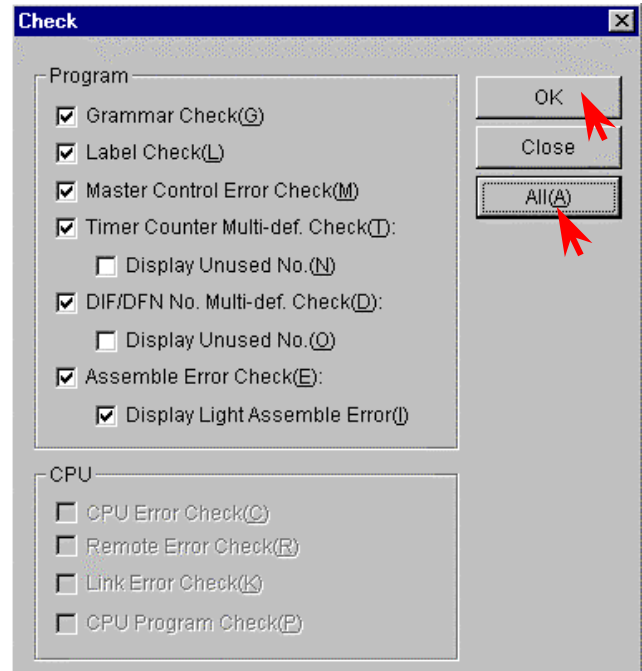 Check
Program
Grammar Check(G)
Label Check(L)
Master Control Error Check(M)
Timer Counter Multi-def. Check(T):
Display Unused No.(N)
DIF/DFN No. Multi-def. Check(D):
Display Unused No.(O)
Assemble Error Check(E):
Display Light Assemble Error(I)
OK
Close
All(A)
CPU
CPU Error Check(C)
Remote Error Check(R)
Link Error Check(K)
CPU Program Check(P)